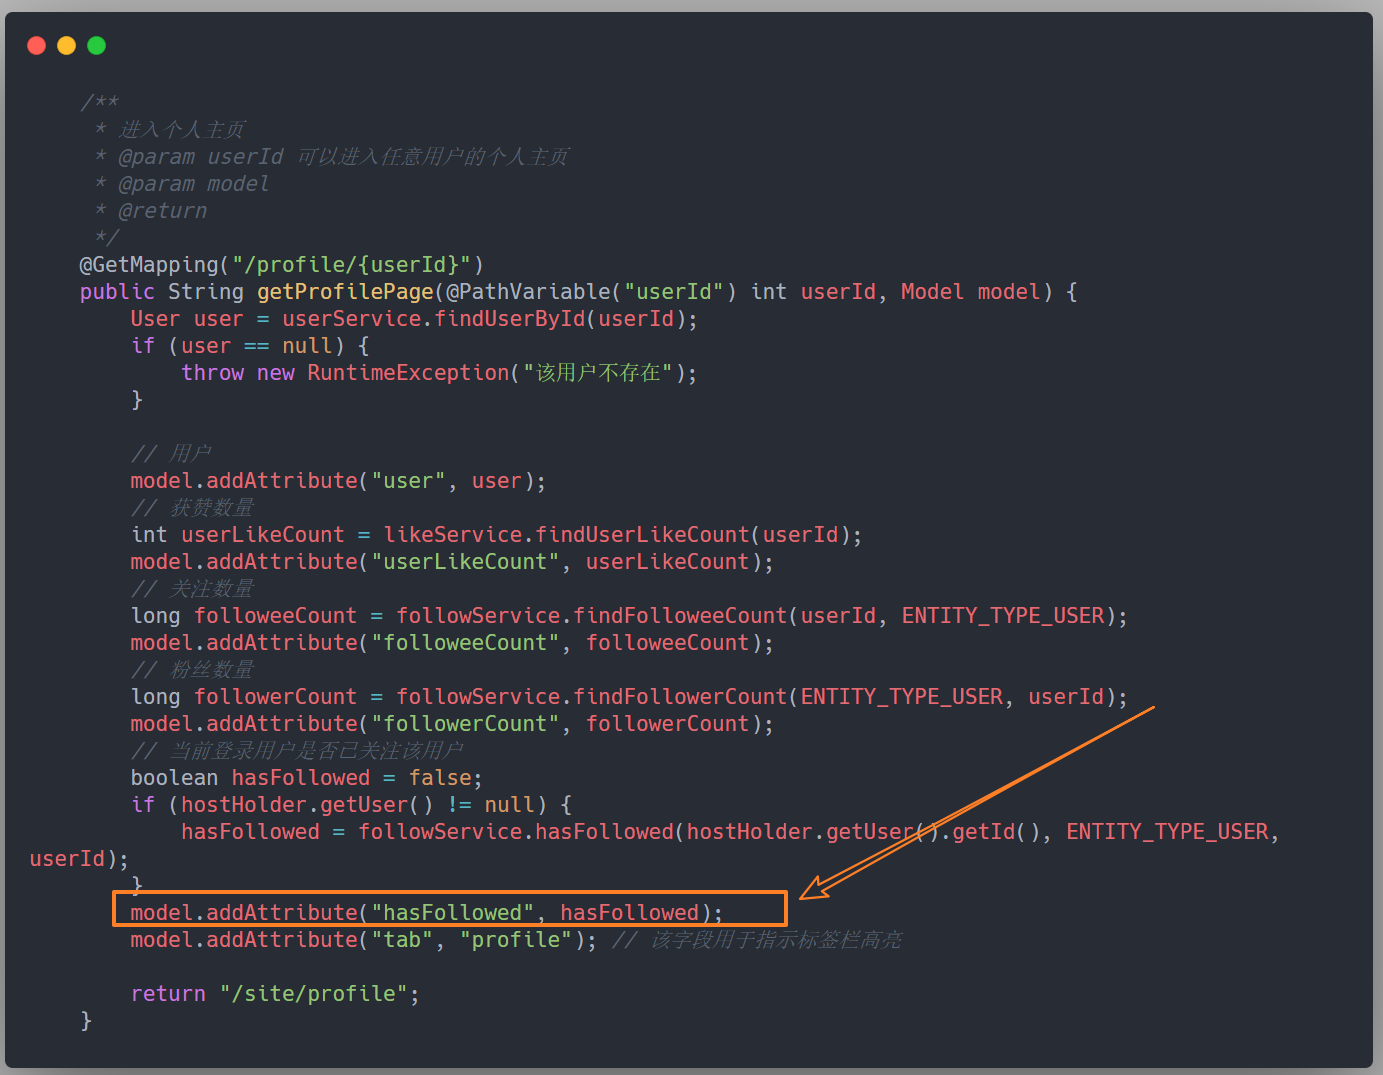 /**
* 进入个人主页
* @param userId 可以进入任意用户的个人主页
* @param model
* @return
*/
@GetMapping("/profile/{userId}")
public String getProfilePage(@PathVariable("userId") int userId, Model model) {
User user = userService.findUserById(userId);
if (user == null) {
throw new RuntimeException("该用户不存在");
}
// 用户
model.addAttribute("user", user);
// 获赞数量
int userLikeCount = likeService.findUserLikeCount(userId);
model.addAttribute("userLikeCount", userLikeCount);
// 关注数量
long followeeCount = followService.findFolloweeCount(userId, ENTITY_TYPE_USER);
model.addAttribute("followeeCount", followeeCount);
// 粉丝数量
long followerCount = followService.findFollowerCount(ENTITY_TYPE_USER, userId);
model.addAttribute("followerCount", followerCount);
// 当前登录用户是否已关注该用户
boolean hasFollowed = false;
if (hostHolder.getUser() != null) {
hasFollowed = followService.hasFollowed(hostHolder.getUser().getId(), ENTITY_TYPE_USER,
userId);
}
model.addAttribute("hasFollowed", hasFollowed);
model.addAttribute("tab", "profile"); // 该字段用于指示标签栏高亮
return "/site/profile";
}